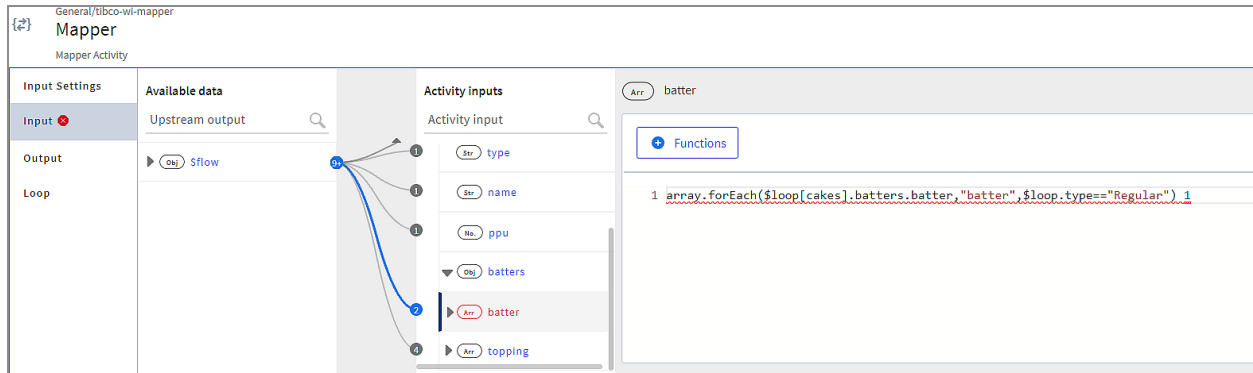 General/tibco-wi-mapper
Mapper
Mapper Activity
Input Settings
Input
Output
Loop
Available data
Upstream output
Obj $flow
9+
Activity inputs
Activity input
1 Str type
1 Str name
1 No. ppu
Obj batters
2 Arr batter
4 Arr topping
Arr batter
Functions
1 array.forEach($loop[cakes].batters.batter,"batter",$loop.type=="Regular") 1